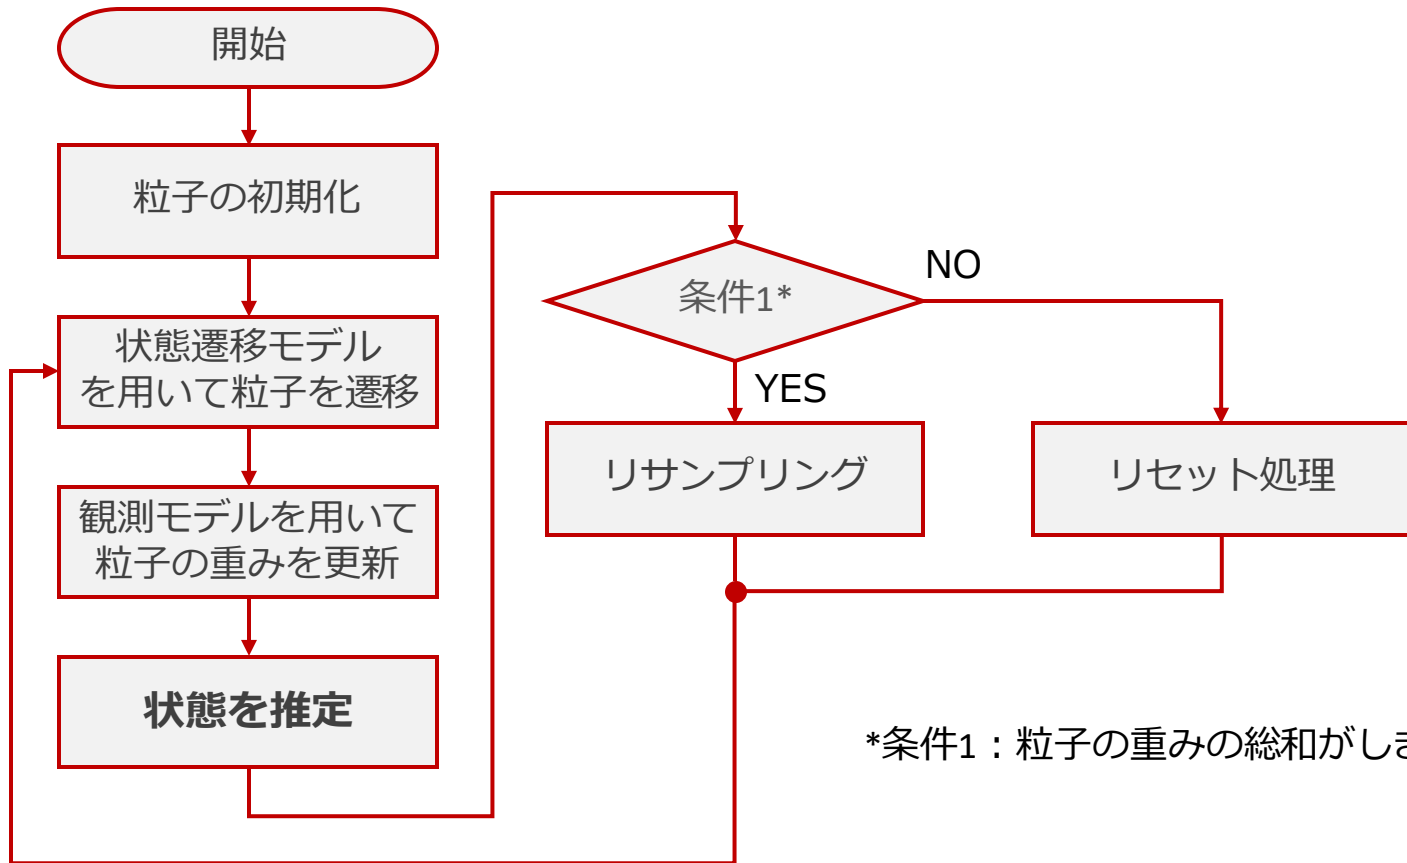 開始
粒子の初期化
状態遷移モデル
を用いて粒子を遷移
観測モデルを用いて
粒子の重みを更新
状態を推定
条件1*
NO
YES
リサンプリング
リセット処理
*条件1：粒子の重みの総和がし